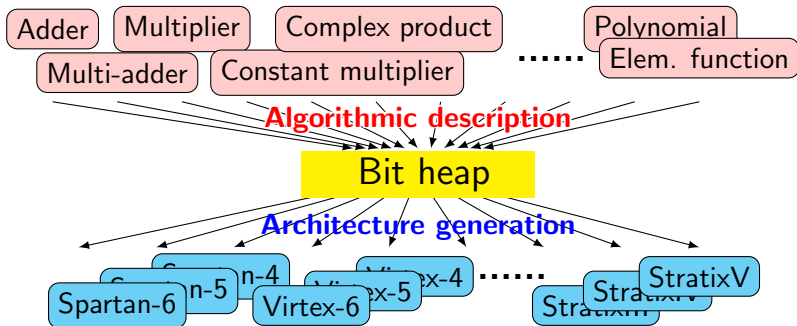 Adder
Multiplier
Complex product
Polynomial
Multi-adder
Constant multiplier
......
Elem. function
Algorithmic description
Bit heap
Architecture generation
Spartan-4
Virtex-4
......
StratixV
Spartan-5
Virtex-5
Spartan-6
Virtex-6